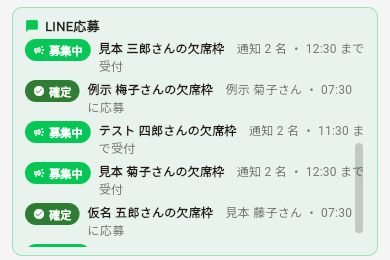 LINE応募
募集中 見本 三郎さんの欠席枠 通知 2 名 ・ 12:30 まで
受付
確定 例示 梅子さんの欠席枠 例示 菊子さん ・ 07:30
に応募
募集中 テスト 四郎さんの欠席枠 通知 2 名 ・ 11:30 ま
で受付
募集中 見本 菊子さんの欠席枠 通知 2 名 ・ 12:30 まで
受付
確定 仮名 五郎さんの欠席枠 見本 藤子さん ・ 07:30
に応募